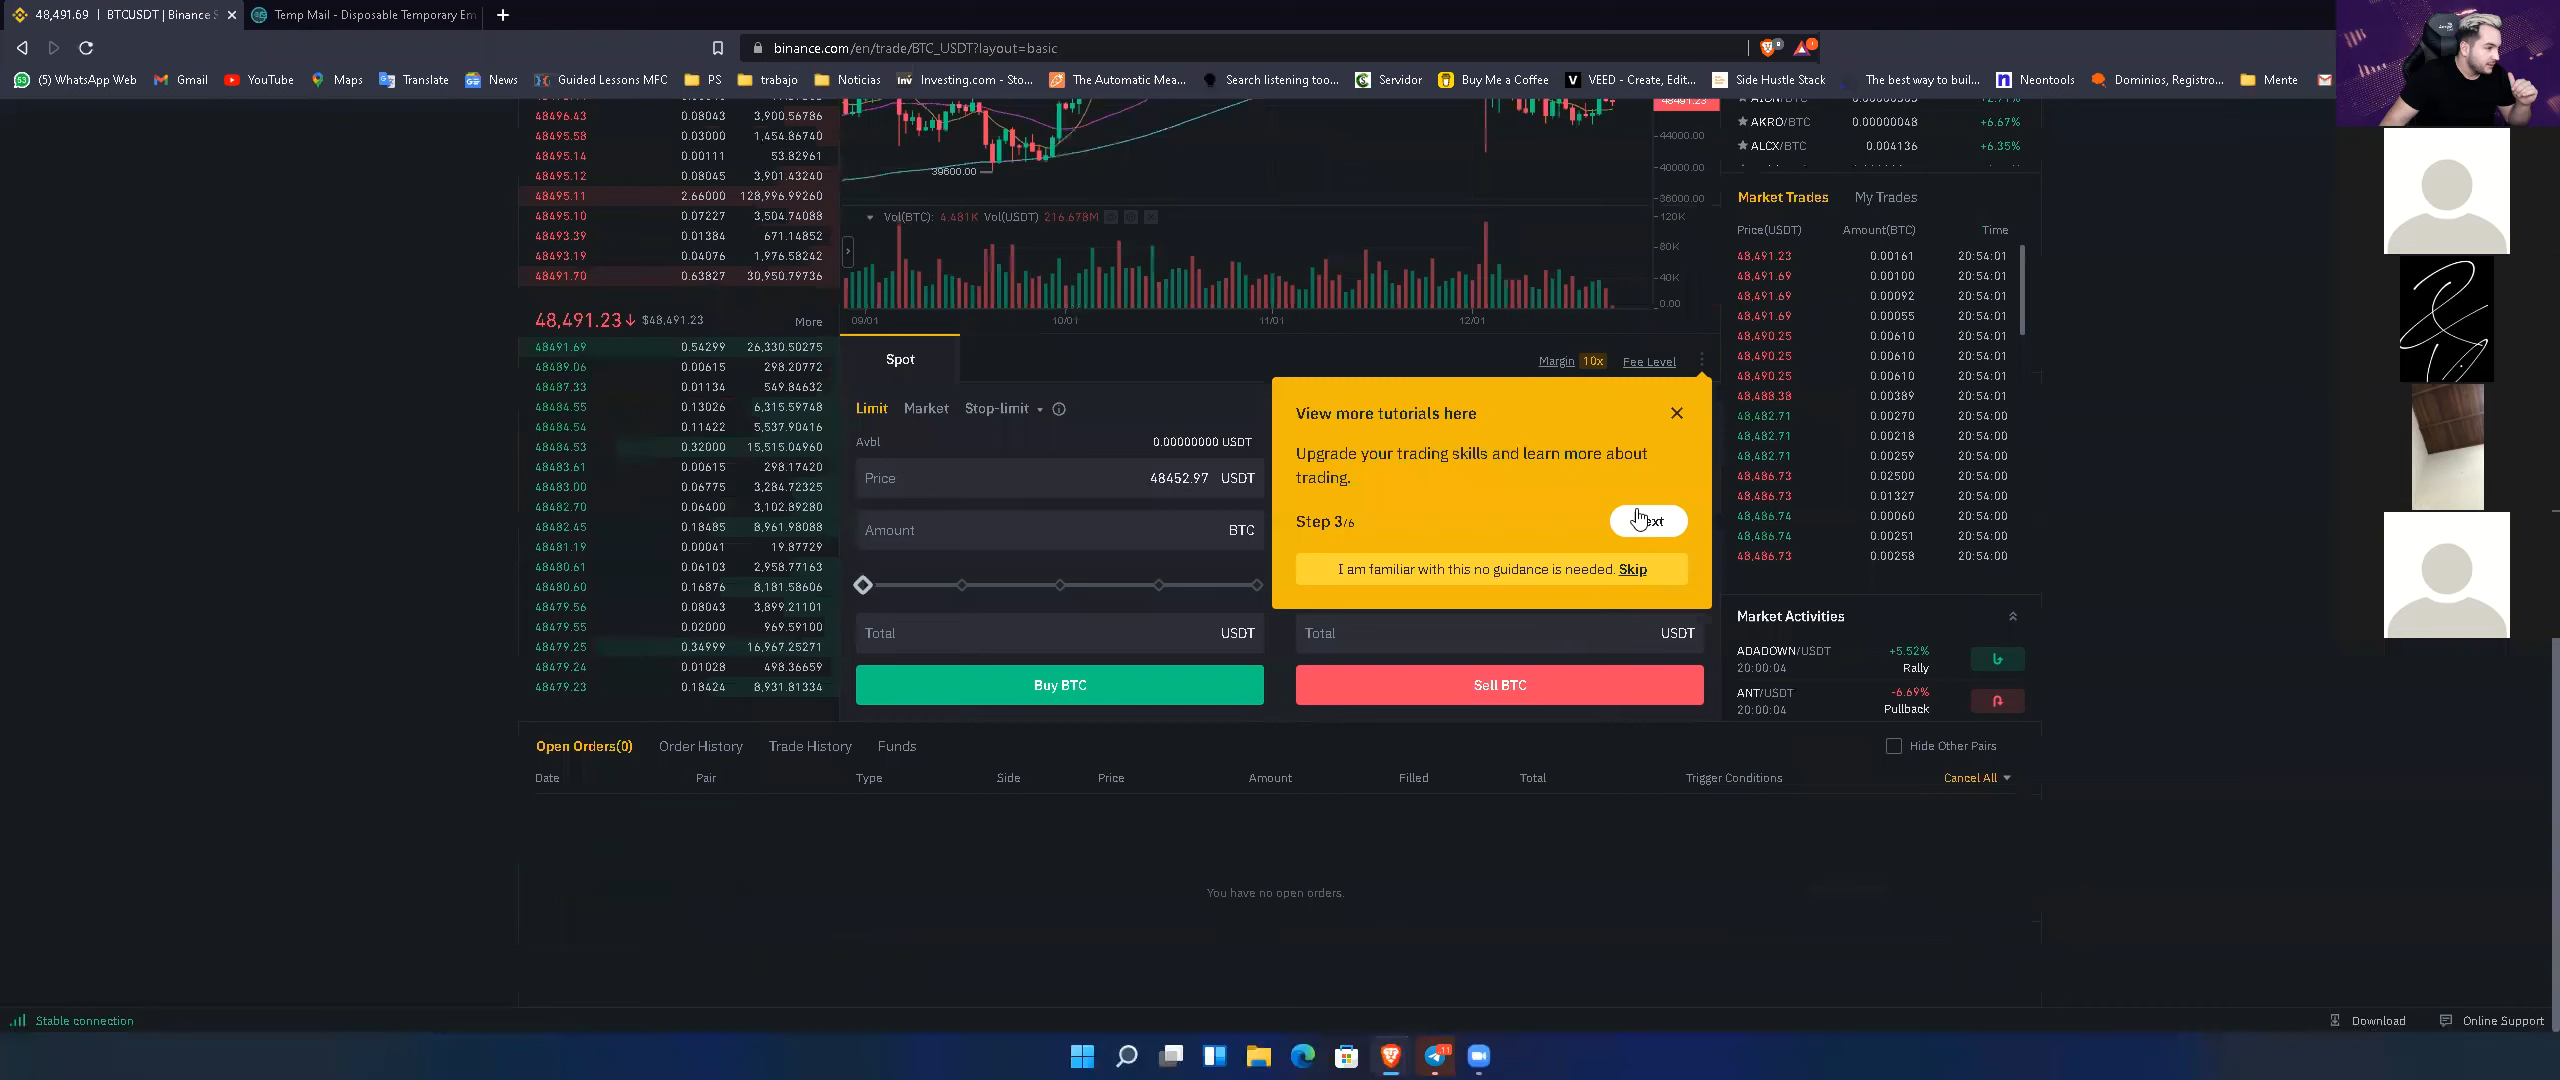 48,491.69 | BTCUSDT | Binance S
Temp Mail - Disposable Temporary Em
binance.com/en/trade/BTC_USDT?layout=basic
(5) WhatsApp Web
Gmail
YouTube
Maps
Translate
News
Guided Lessons MFC
PS
trabajo
Noticias
Investing.com - Sto...
The Automatic Mea...
Search listening too...
Servidor
Buy Me a Coffee
VEED - Create, Edit...
Side Hustle Stack
The best way to buil...
Neontools
Dominios, Registro...
Mente
48496.43 0.08043 3,900.56786
48495.58 0.03000 1,454.86740
48495.14 0.00111 53.82961
48495.12 0.08045 3,901.43240
48495.11 2.66000 128,996.99260
48495.10 0.07227 3,504.74088
48493.39 0.01384 671.14852
48493.19 0.04076 1,976.58242
48491.70 0.63827 30,950.79736
48,491.23↓ $48,491.23 More
48491.69 0.54299 26,330.50275
48489.06 0.00615 298.20772
48487.33 0.01134 549.84632
48484.55 0.13026 6,315.59748
48484.54 0.11422 5,537.90416
48484.53 0.32000 15,515.04960
48483.61 0.00615 298.17420
48483.00 0.06775 3,284.72325
48482.70 0.06400 3,102.89280
48482.45 0.18485 8,961.98088
48481.19 0.00041 19.87729
48480.61 0.06103 2,958.77163
48480.60 0.16876 8,181.58606
48479.56 0.08043 3,899.21101
48479.55 0.02000 969.59100
48479.25 0.34999 16,967.25271
48479.24 0.01028 498.36659
48479.23 0.18424 8,931.81334
48491.23
44000.00
40000.00
36000.00
39600.00
Vol(BTC): 4.481K Vol(USDT) 216.678M
120K
80K
40K
0.00
09/01 10/01 11/01 12/01
Spot
Margin 10x Fee Level
Limit Market Stop-limit
Avbl 0.00000000 USDT
Price 48452.97 USDT
Amount BTC
Total USDT
Buy BTC
View more tutorials here
Upgrade your trading skills and learn more about
trading.
Step 3/6
I am familiar with this no guidance is needed. Skip
Total USDT
Sell BTC
AKRO/BTC 0.00000048 +6.67%
ALCX/BTC 0.004136 +6.35%
Market Trades My Trades
Price(USDT) Amount(BTC) Time
48,491.23 0.00161 20:54:01
48,491.69 0.00100 20:54:01
48,491.69 0.00092 20:54:01
48,491.69 0.00055 20:54:01
48,490.25 0.00610 20:54:01
48,490.25 0.00610 20:54:01
48,490.25 0.00610 20:54:01
48,488.38 0.00389 20:54:01
48,482.71 0.00270 20:54:00
48,482.71 0.00218 20:54:00
48,482.71 0.00259 20:54:00
48,486.73 0.02500 20:54:00
48,486.73 0.01327 20:54:00
48,486.74 0.00060 20:54:00
48,486.74 0.00251 20:54:00
48,486.73 0.00258 20:54:00
Market Activities
ADADOWN/USDT +5.52%
20:00:04 Rally
ANT/USDT -6.69%
20:00:04 Pullback
Open Orders(0) Order History Trade History Funds
Hide Other Pairs
Date Pair Type Side Price Amount Filled Total Trigger Conditions Cancel All
You have no open orders.
Stable connection
Download Online Support